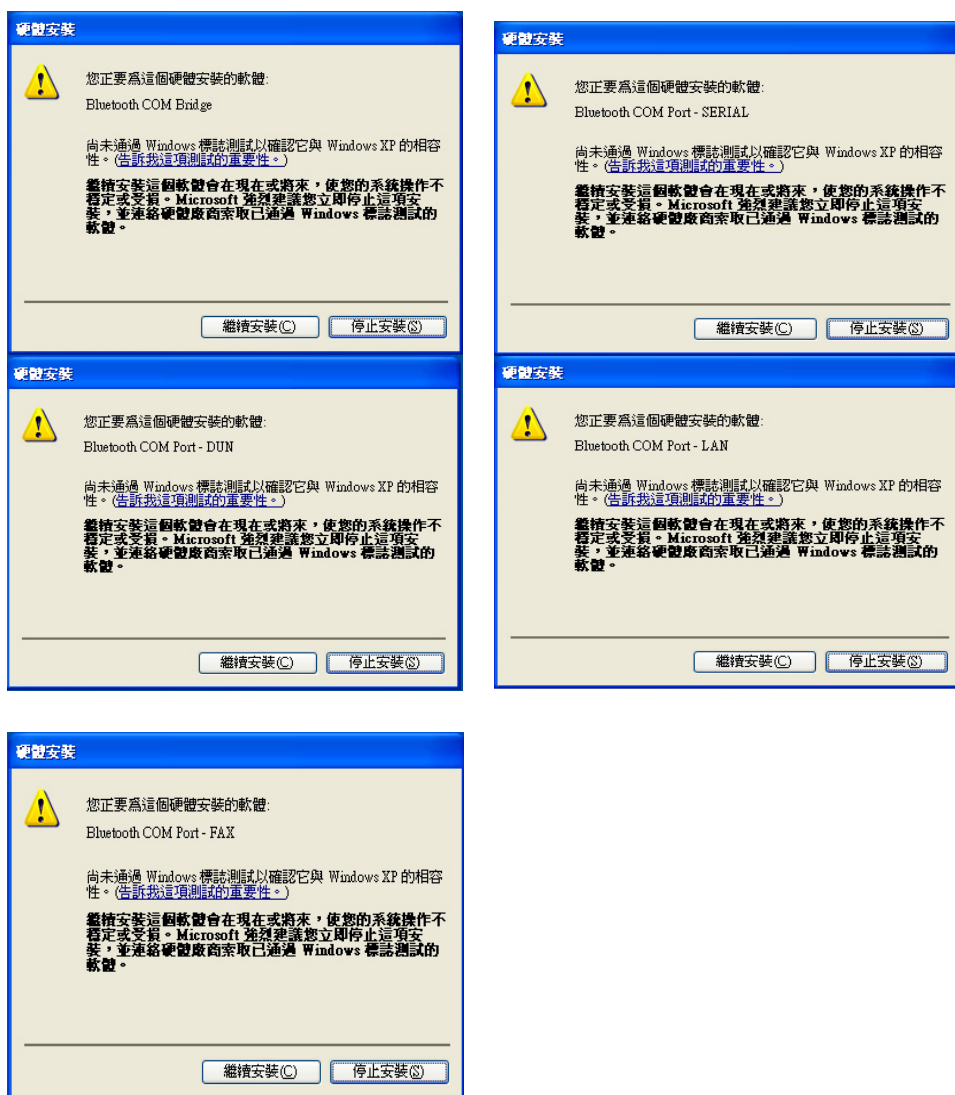 硬體安裝
您正要為這個硬體安裝的軟體:
Bluetooth COM Bridge
尚未通過 Windows 標誌測試以確認它與 Windows XP 的相容
性。(告訴我這項測試的重要性。)
繼續安裝這個軟體會在現在或將來，使您的系統操作不
穩定或受損。Microsoft 強烈建議您立即停止這項安
裝，並連絡硬體廠商索取已通過 Windows 標誌測試的
軟體。
繼續安裝(C)
停止安裝(S)
硬體安裝
您正要為這個硬體安裝的軟體:
Bluetooth COM Port - SERIAL
尚未通過 Windows 標誌測試以確認它與 Windows XP 的相容
性。(告訴我這項測試的重要性。)
繼續安裝這個軟體會在現在或將來，使您的系統操作不
穩定或受損。Microsoft 強烈建議您立即停止這項安
裝，並連絡硬體廠商索取已通過 Windows 標誌測試的
軟體。
繼續安裝(C)
停止安裝(S)
硬體安裝
您正要為這個硬體安裝的軟體:
Bluetooth COM Port - DUN
尚未通過 Windows 標誌測試以確認它與 Windows XP 的相容
性。(告訴我這項測試的重要性。)
繼續安裝這個軟體會在現在或將來，使您的系統操作不
穩定或受損。Microsoft 強烈建議您立即停止這項安
裝，並連絡硬體廠商索取已通過 Windows 標誌測試的
軟體。
繼續安裝(C)
停止安裝(S)
硬體安裝
您正要為這個硬體安裝的軟體:
Bluetooth COM Port - LAN
尚未通過 Windows 標誌測試以確認它與 Windows XP 的相容
性。(告訴我這項測試的重要性。)
繼續安裝這個軟體會在現在或將來，使您的系統操作不
穩定或受損。Microsoft 強烈建議您立即停止這項安
裝，並連絡硬體廠商索取已通過 Windows 標誌測試的
軟體。
繼續安裝(C)
停止安裝(S)
硬體安裝
您正要為這個硬體安裝的軟體:
Bluetooth COM Port - FAX
尚未通過 Windows 標誌測試以確認它與 Windows XP 的相容
性。(告訴我這項測試的重要性。)
繼續安裝這個軟體會在現在或將來，使您的系統操作不
穩定或受損。Microsoft 強烈建議您立即停止這項安
裝，並連絡硬體廠商索取已通過 Windows 標誌測試的
軟體。
繼續安裝(C)
停止安裝(S)